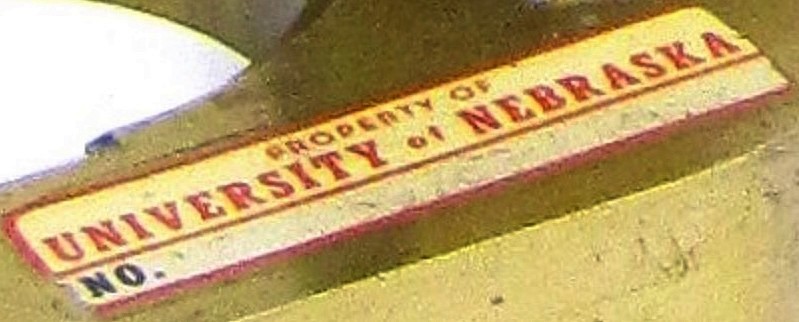 PROPERTY OF
UNIVERSITY of NEBRASKA
NO.